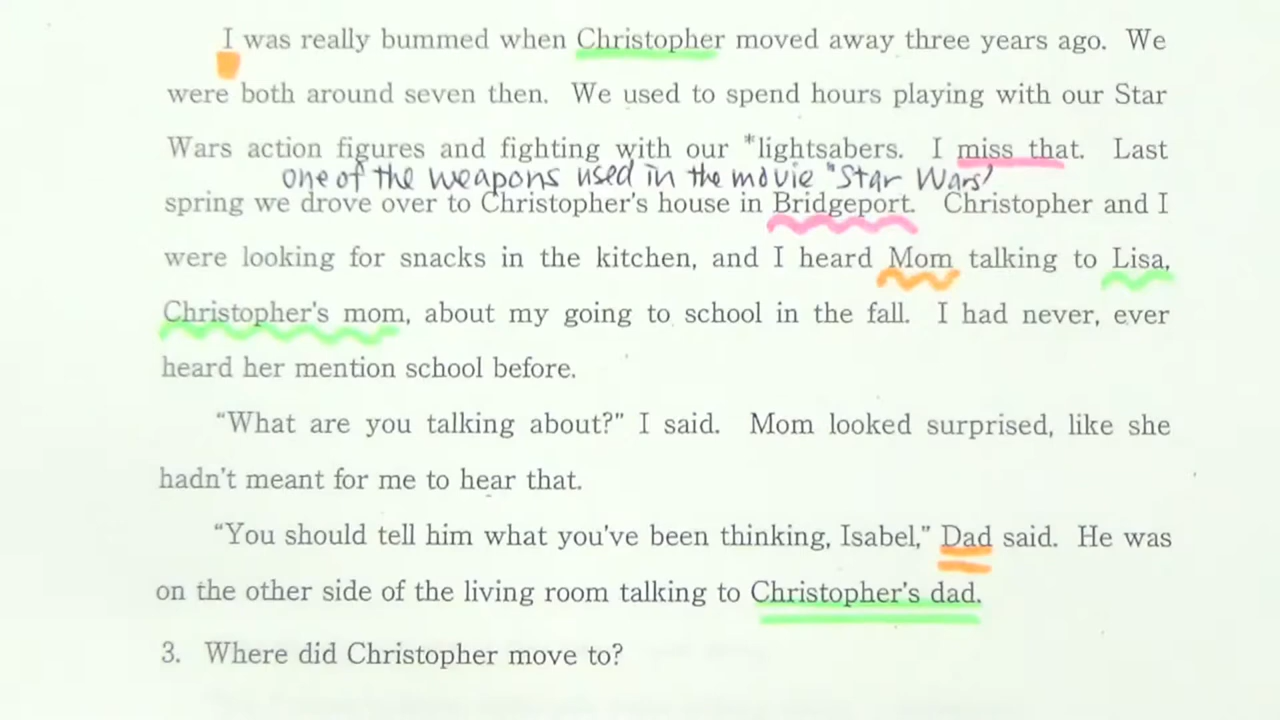 I was really bummed when Christopher moved away three years ago. We
were both around seven then. We used to spend hours playing with our Star
Wars action figures and fighting with our *lightsabers. I miss that. Last
one of the weapons used in the movie "Star Wars"
spring we drove over to Christopher's house in Bridgeport. Christopher and I
were looking for snacks in the kitchen, and I heard Mom talking to Lisa,
Christopher's mom, about my going to school in the fall. I had never, ever
heard her mention school before.
"What are you talking about?" I said. Mom looked surprised, like she
hadn't meant for me to hear that.
"You should tell him what you've been thinking, Isabel," Dad said. He was
on the other side of the living room talking to Christopher's dad.
3. Where did Christopher move to?